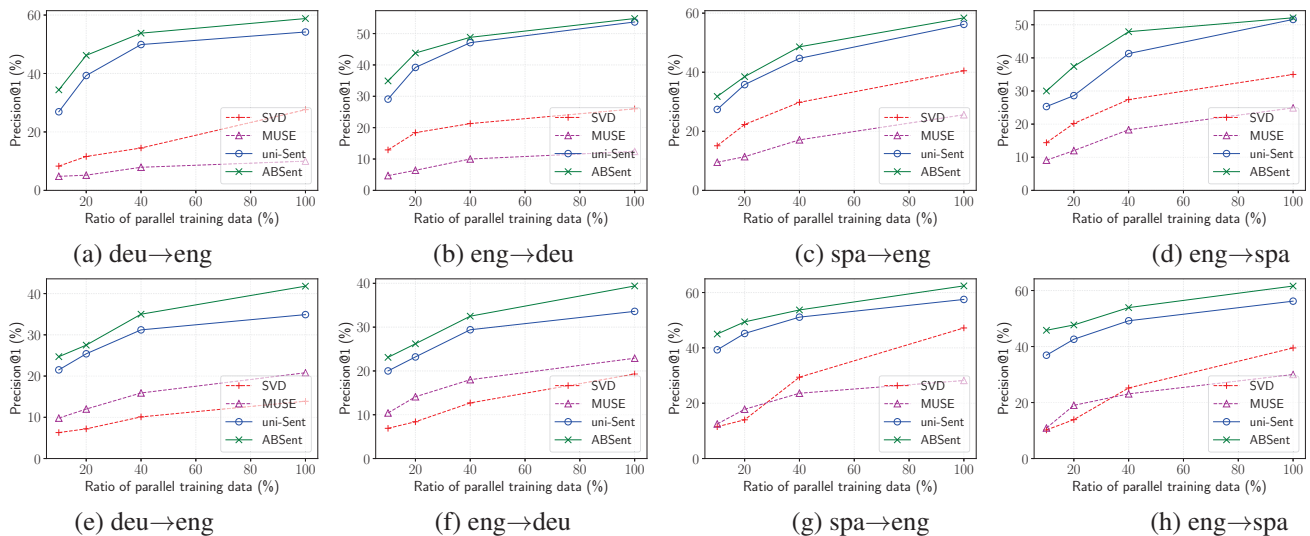 60
40
20
0
Precision@1 (%)
SVD
MUSE
uni-Sent
ABSent
20 40 60 80 100
Ratio of parallel training data (%)
(a) deu→eng
50
40
30
20
10
0
Precision@1 (%)
SVD
MUSE
uni-Sent
ABSent
20 40 60 80 100
Ratio of parallel training data (%)
(b) eng→deu
60
40
20
0
Precision@1 (%)
SVD
MUSE
uni-Sent
ABSent
20 40 60 80 100
Ratio of parallel training data (%)
(c) spa→eng
50
40
30
20
10
0
Precision@1 (%)
SVD
MUSE
uni-Sent
ABSent
20 40 60 80 100
Ratio of parallel training data (%)
(d) eng→spa
40
30
20
10
0
Precision@1 (%)
SVD
MUSE
uni-Sent
ABSent
20 40 60 80 100
Ratio of parallel training data (%)
(e) deu→eng
40
30
20
10
0
Precision@1 (%)
SVD
MUSE
uni-Sent
ABSent
20 40 60 80 100
Ratio of parallel training data (%)
(f) eng→deu
60
40
20
0
Precision@1 (%)
SVD
MUSE
uni-Sent
ABSent
20 40 60 80 100
Ratio of parallel training data (%)
(g) spa→eng
60
40
20
0
Precision@1 (%)
SVD
MUSE
uni-Sent
ABSent
20 40 60 80 100
Ratio of parallel training data (%)
(h) eng→spa